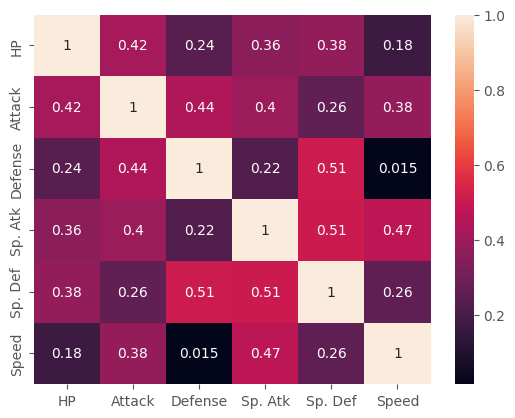 HP 1 0.42 0.24 0.36 0.38 0.18
Attack 0.42 1 0.44 0.4 0.26 0.38
Defense 0.24 0.44 1 0.22 0.51 0.015
Sp. Atk 0.36 0.4 0.22 1 0.51 0.47
Sp. Def 0.38 0.26 0.51 0.51 1 0.26
Speed 0.18 0.38 0.015 0.47 0.26 1
HP Attack Defense Sp. Atk Sp. Def Speed
1.0
0.8
0.6
0.4
0.2